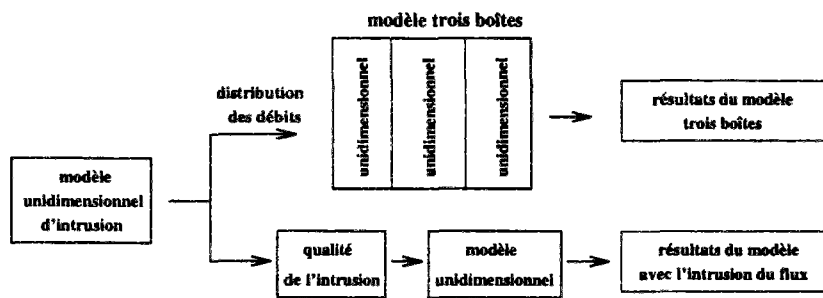 modèle trois boîtes
unidimensionnel
unidimensionnel
unidimensionnel
distribution
des débits
résultats du modèle
trois boîtes
modèle
unidimensionnel
d'intrusion
qualité
de l'intrusion
modèle
unidimensionnel
résultats du modèle
avec l'intrusion du flux